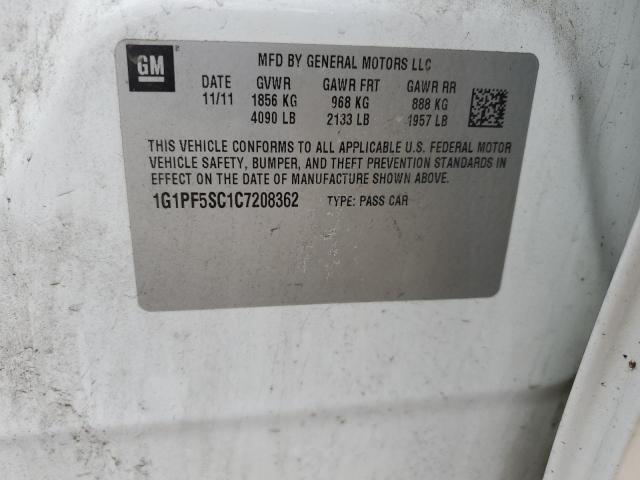 GM
MFD BY GENERAL MOTORS LLC
DATE GVWR GAWR FRT GAWR RR
11/11 1856 KG 968 KG 888 KG
4090 LB 2133 LB 1957 LB
THIS VEHICLE CONFORMS TO ALL APPLICABLE U.S. FEDERAL MOTOR
VEHICLE SAFETY, BUMPER, AND THEFT PREVENTION STANDARDS IN
EFFECT ON THE DATE OF MANUFACTURE SHOWN ABOVE.
1G1PF5SC1C7208362 TYPE: PASS CAR